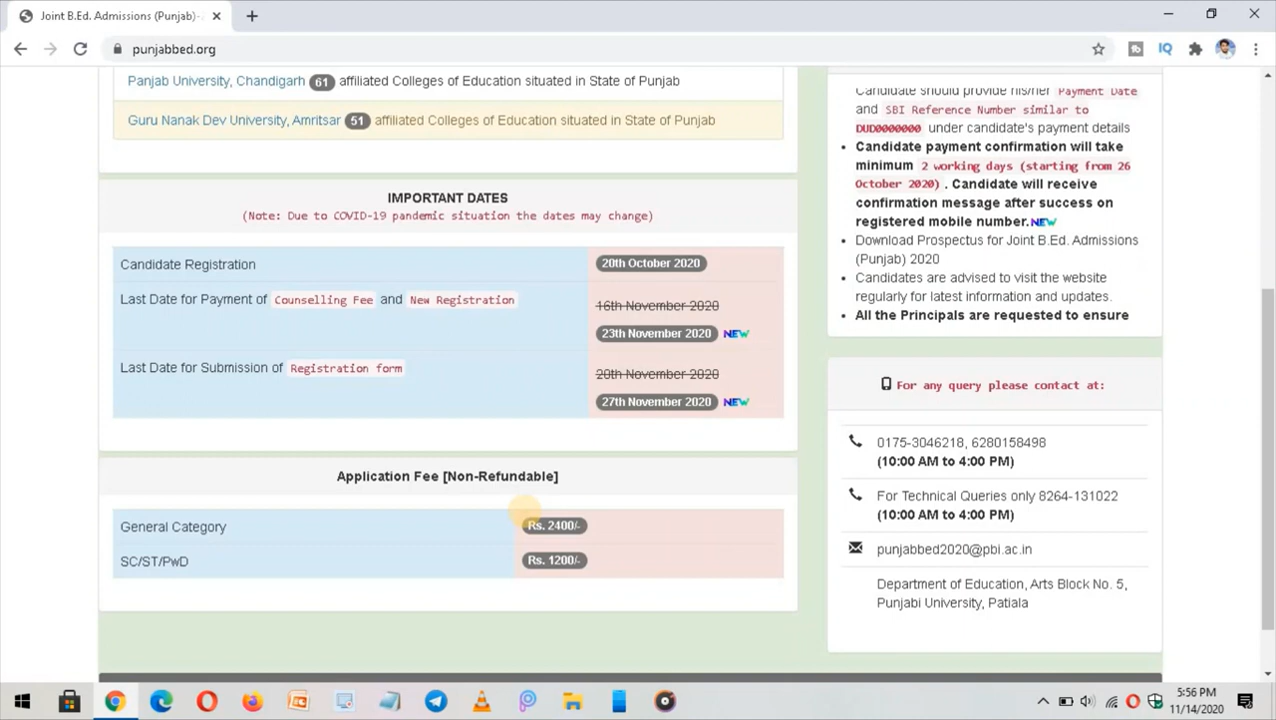 Joint B.Ed. Admissions (Punjab) -
punjabbed.org
Panjab University, Chandigarh 61 affiliated Colleges of Education situated in State of Punjab
Guru Nanak Dev University, Amritsar 51 affiliated Colleges of Education situated in State of Punjab
IMPORTANT DATES
(Note: Due to COVID-19 pandemic situation the dates may change)
Candidate Registration 20th October 2020
Last Date for Payment of Counselling Fee and New Registration 16th November 2020
23th November 2020 NEW
Last Date for Submission of Registration form 20th November 2020
27th November 2020 NEW
Application Fee [Non-Refundable]
General Category Rs. 2400/-
SC/ST/PwD Rs. 1200/-
Candidate should provide his/her Payment Date
and SBI Reference Number similar to
DUD0000000 under candidate's payment details
• Candidate payment confirmation will take
minimum 2 working days (starting from 26
October 2020) . Candidate will receive
confirmation message after success on
registered mobile number. NEW
• Download Prospectus for Joint B.Ed. Admissions
(Punjab) 2020
• Candidates are advised to visit the website
regularly for latest information and updates.
• All the Principals are requested to ensure
For any query please contact at:
0175-3046218, 6280158498
(10:00 AM to 4:00 PM)
For Technical Queries only 8264-131022
(10:00 AM to 4:00 PM)
punjabbed2020@pbi.ac.in
Department of Education, Arts Block No. 5,
Punjabi University, Patiala
5:56 PM
11/14/2020